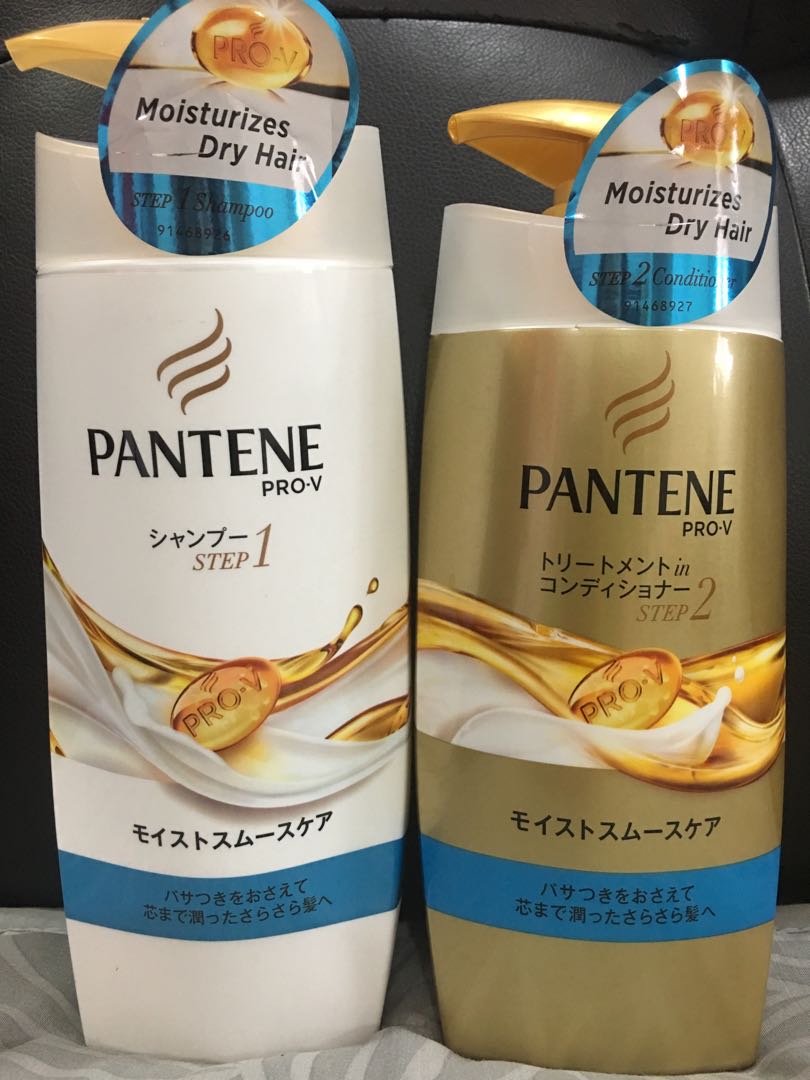 PRO-V
Moisturizes
Dry Hair
STEP 1 Shampoo
91468926
PANTENE
PRO-V
シャンプー
STEP 1
PRO-V
モイストスムースケア
パサつきをおさえて
芯まで潤ったさらさら髪へ
PRO-V
Moisturizes
Dry Hair
STEP 2 Conditioner
91468927
PANTENE
PRO-V
トリートメント in
コンディショナー
STEP 2
PRO-V
モイストスムースケア
パサつきをおさえて
芯まで潤ったさらさら髪へ